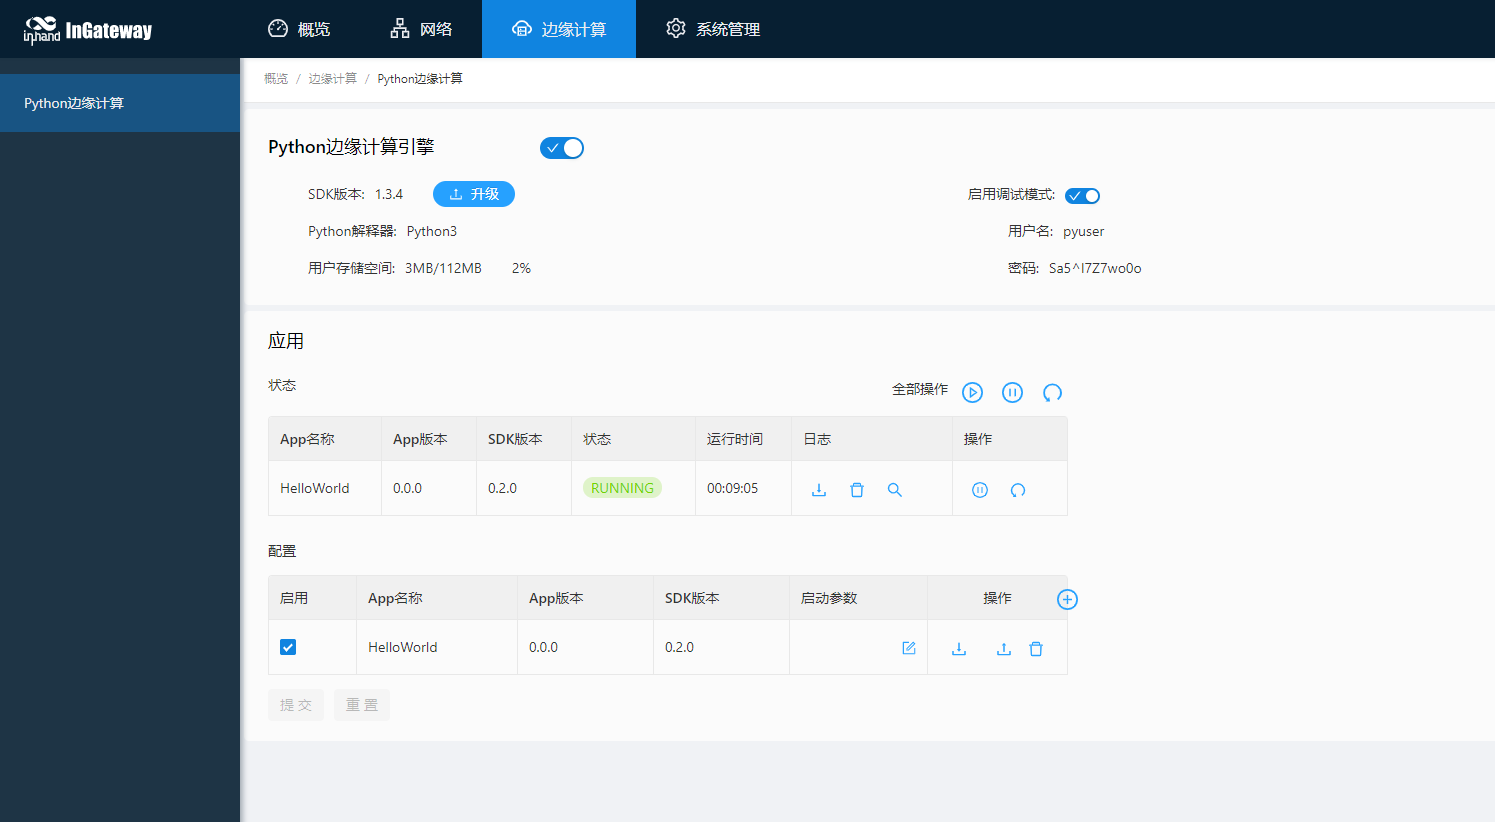 inhand InGateway
概览 网络 边缘计算 系统管理
Python边缘计算
概览 / 边缘计算 / Python边缘计算
Python边缘计算引擎
SDK版本: 1.3.4 升级 启用调试模式:
Python解释器: Python3 用户名: pyuser
用户存储空间: 3MB/112MB 2% 密码: Sa5^I7Z7wo0o
应用
状态 全部操作
App名称 App版本 SDK版本 状态 运行时间 日志 操作
HelloWorld 0.0.0 0.2.0 RUNNING 00:09:05
配置
启用 App名称 App版本 SDK版本 启动参数 操作
HelloWorld 0.0.0 0.2.0
提 交 重 置